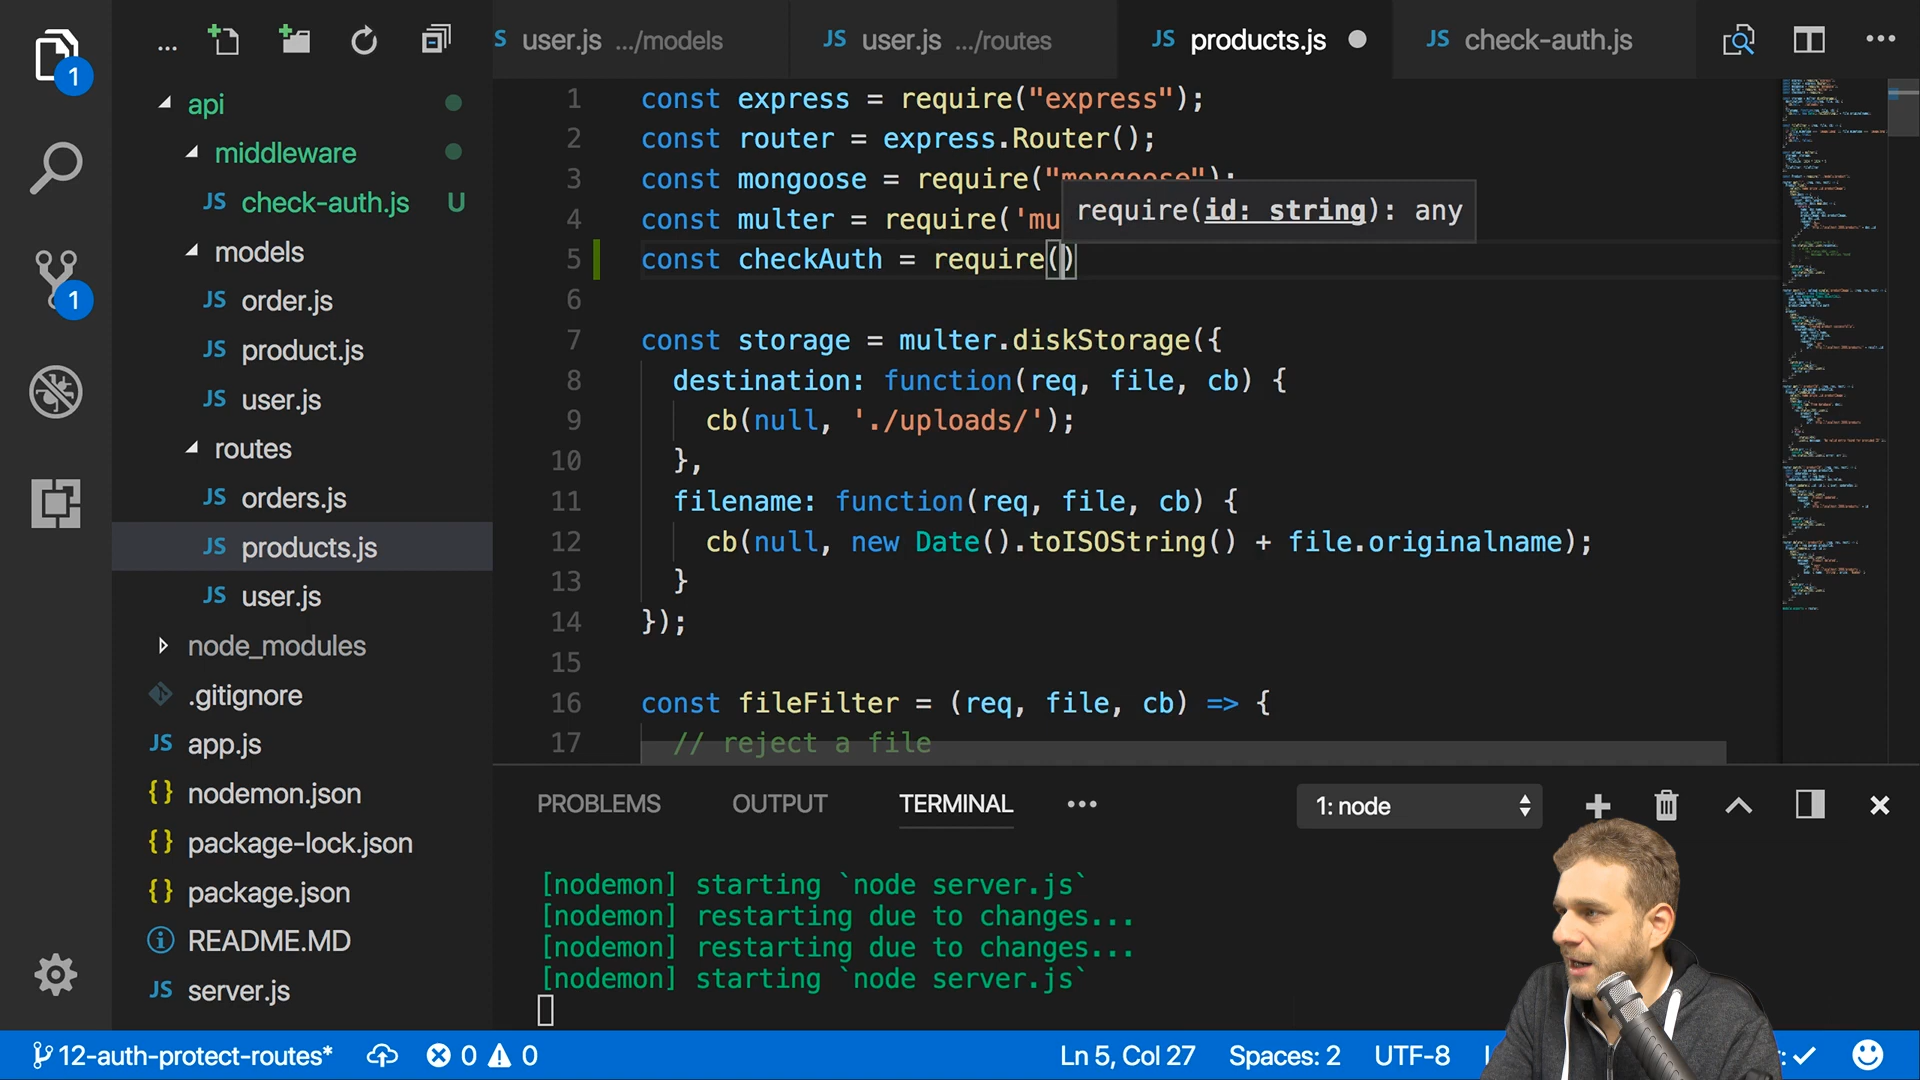 1
1
...
api
middleware
JS check-auth.js U
models
JS order.js
JS product.js
JS user.js
routes
JS orders.js
JS products.js
JS user.js
node_modules
.gitignore
JS app.js
{} nodemon.json
{} package-lock.json
{} package.json
README.MD
JS server.js
S user.js .../models
JS user.js .../routes
JS products.js
JS check-auth.js
1 const express = require("express");
2 const router = express.Router();
3 const mongoose = require("mongoose");
4 const multer = require('mu
require(id: string): any
5 const checkAuth = require()
6
7 const storage = multer.diskStorage({
8 destination: function(req, file, cb) {
9 cb(null, './uploads/');
10 },
11 filename: function(req, file, cb) {
12 cb(null, new Date().toISOString() + file.originalname);
13 }
14 });
15
16 const fileFilter = (req, file, cb) => {
17 // reject a file
PROBLEMS OUTPUT TERMINAL ...
1: node
[nodemon] starting `node server.js`
[nodemon] restarting due to changes...
[nodemon] restarting due to changes...
[nodemon] starting `node server.js`
12-auth-protect-routes* 0 0
Ln 5, Col 27 Spaces: 2 UTF-8